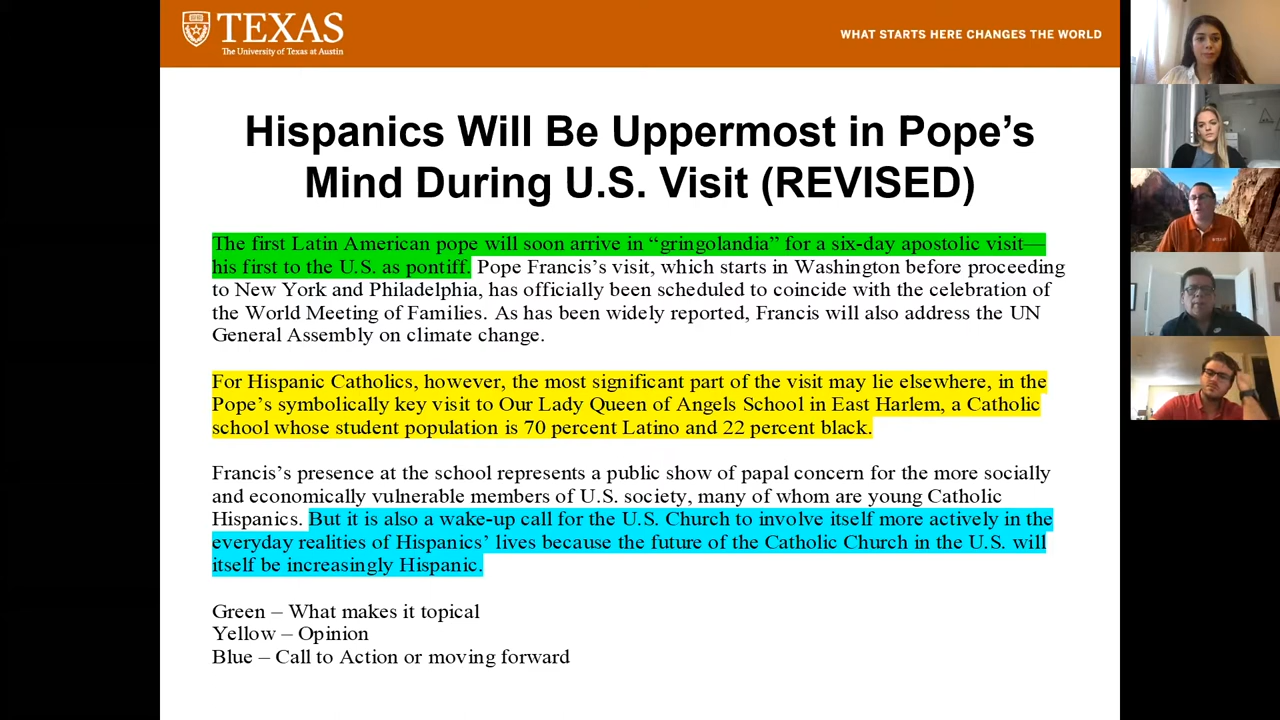 TEXAS
The University of Texas at Austin
WHAT STARTS HERE CHANGES THE WORLD
Hispanics Will Be Uppermost in Pope’s
Mind During U.S. Visit (REVISED)
The first Latin American pope will soon arrive in “gringolandia” for a six-day apostolic visit—
his first to the U.S. as pontiff. Pope Francis’s visit, which starts in Washington before proceeding
to New York and Philadelphia, has officially been scheduled to coincide with the celebration of
the World Meeting of Families. As has been widely reported, Francis will also address the UN
General Assembly on climate change.
For Hispanic Catholics, however, the most significant part of the visit may lie elsewhere, in the
Pope’s symbolically key visit to Our Lady Queen of Angels School in East Harlem, a Catholic
school whose student population is 70 percent Latino and 22 percent black.
Francis’s presence at the school represents a public show of papal concern for the more socially
and economically vulnerable members of U.S. society, many of whom are young Catholic
Hispanics. But it is also a wake-up call for the U.S. Church to involve itself more actively in the
everyday realities of Hispanics’ lives because the future of the Catholic Church in the U.S. will
itself be increasingly Hispanic.
Green – What makes it topical
Yellow – Opinion
Blue – Call to Action or moving forward